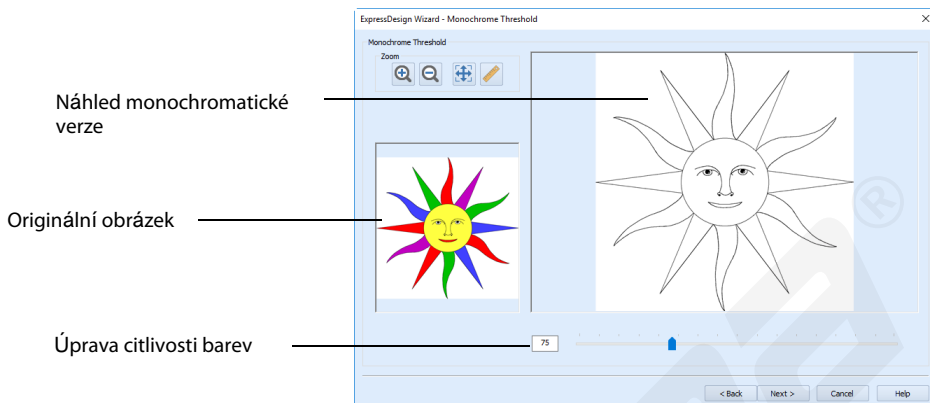 ExpressDesign Wizard - Monochrome Threshold
Monochrome Threshold
Zoom
Náhled monochromatické
verze
Originální obrázek
Úprava citlivosti barev
75
< Back
Next >
Cancel
Help
®